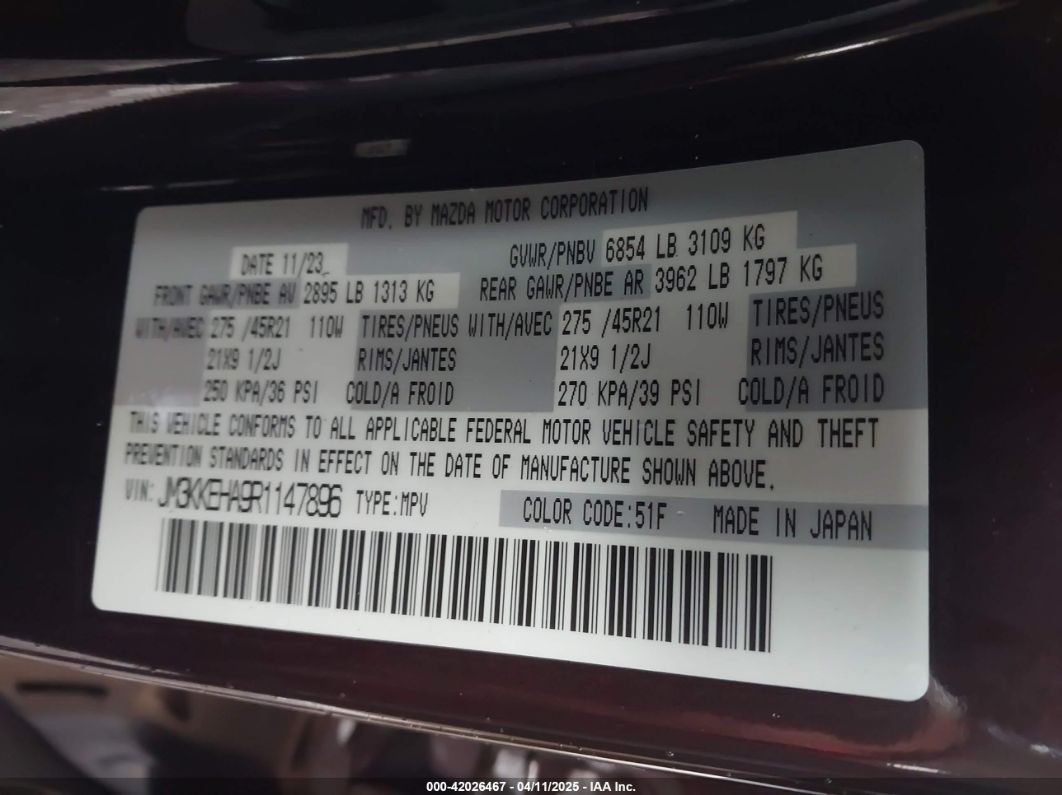 MFD. BY MAZDA MOTOR CORPORATION
DATE 11/23 GVWR/PNBV 6854 LB 3109 KG
FRONT GAWR/PNBE AV 2895 LB 1313 KG REAR GAWR/PNBE AR 3962 LB 1797 KG
WITH/AVEC 275 /45R21 110W TIRES/PNEUS WITH/AVEC 275 /45R21 110W TIRES/PNEUS
21X9 1/2J RIMS/JANTES 21X9 1/2J RIMS/JANTES
250 KPA/36 PSI COLD/A FROID 270 KPA/39 PSI COLD/A FROID
THIS VEHICLE CONFORMS TO ALL APPLICABLE FEDERAL MOTOR VEHICLE SAFETY AND THEFT
PREVENTION STANDARDS IN EFFECT ON THE DATE OF MANUFACTURE SHOWN ABOVE.
VIN: JM3KKEHA9R1147896 TYPE:MPV COLOR CODE:51F MADE IN JAPAN
000-42026467 - 04/11/2025 - IAA Inc.